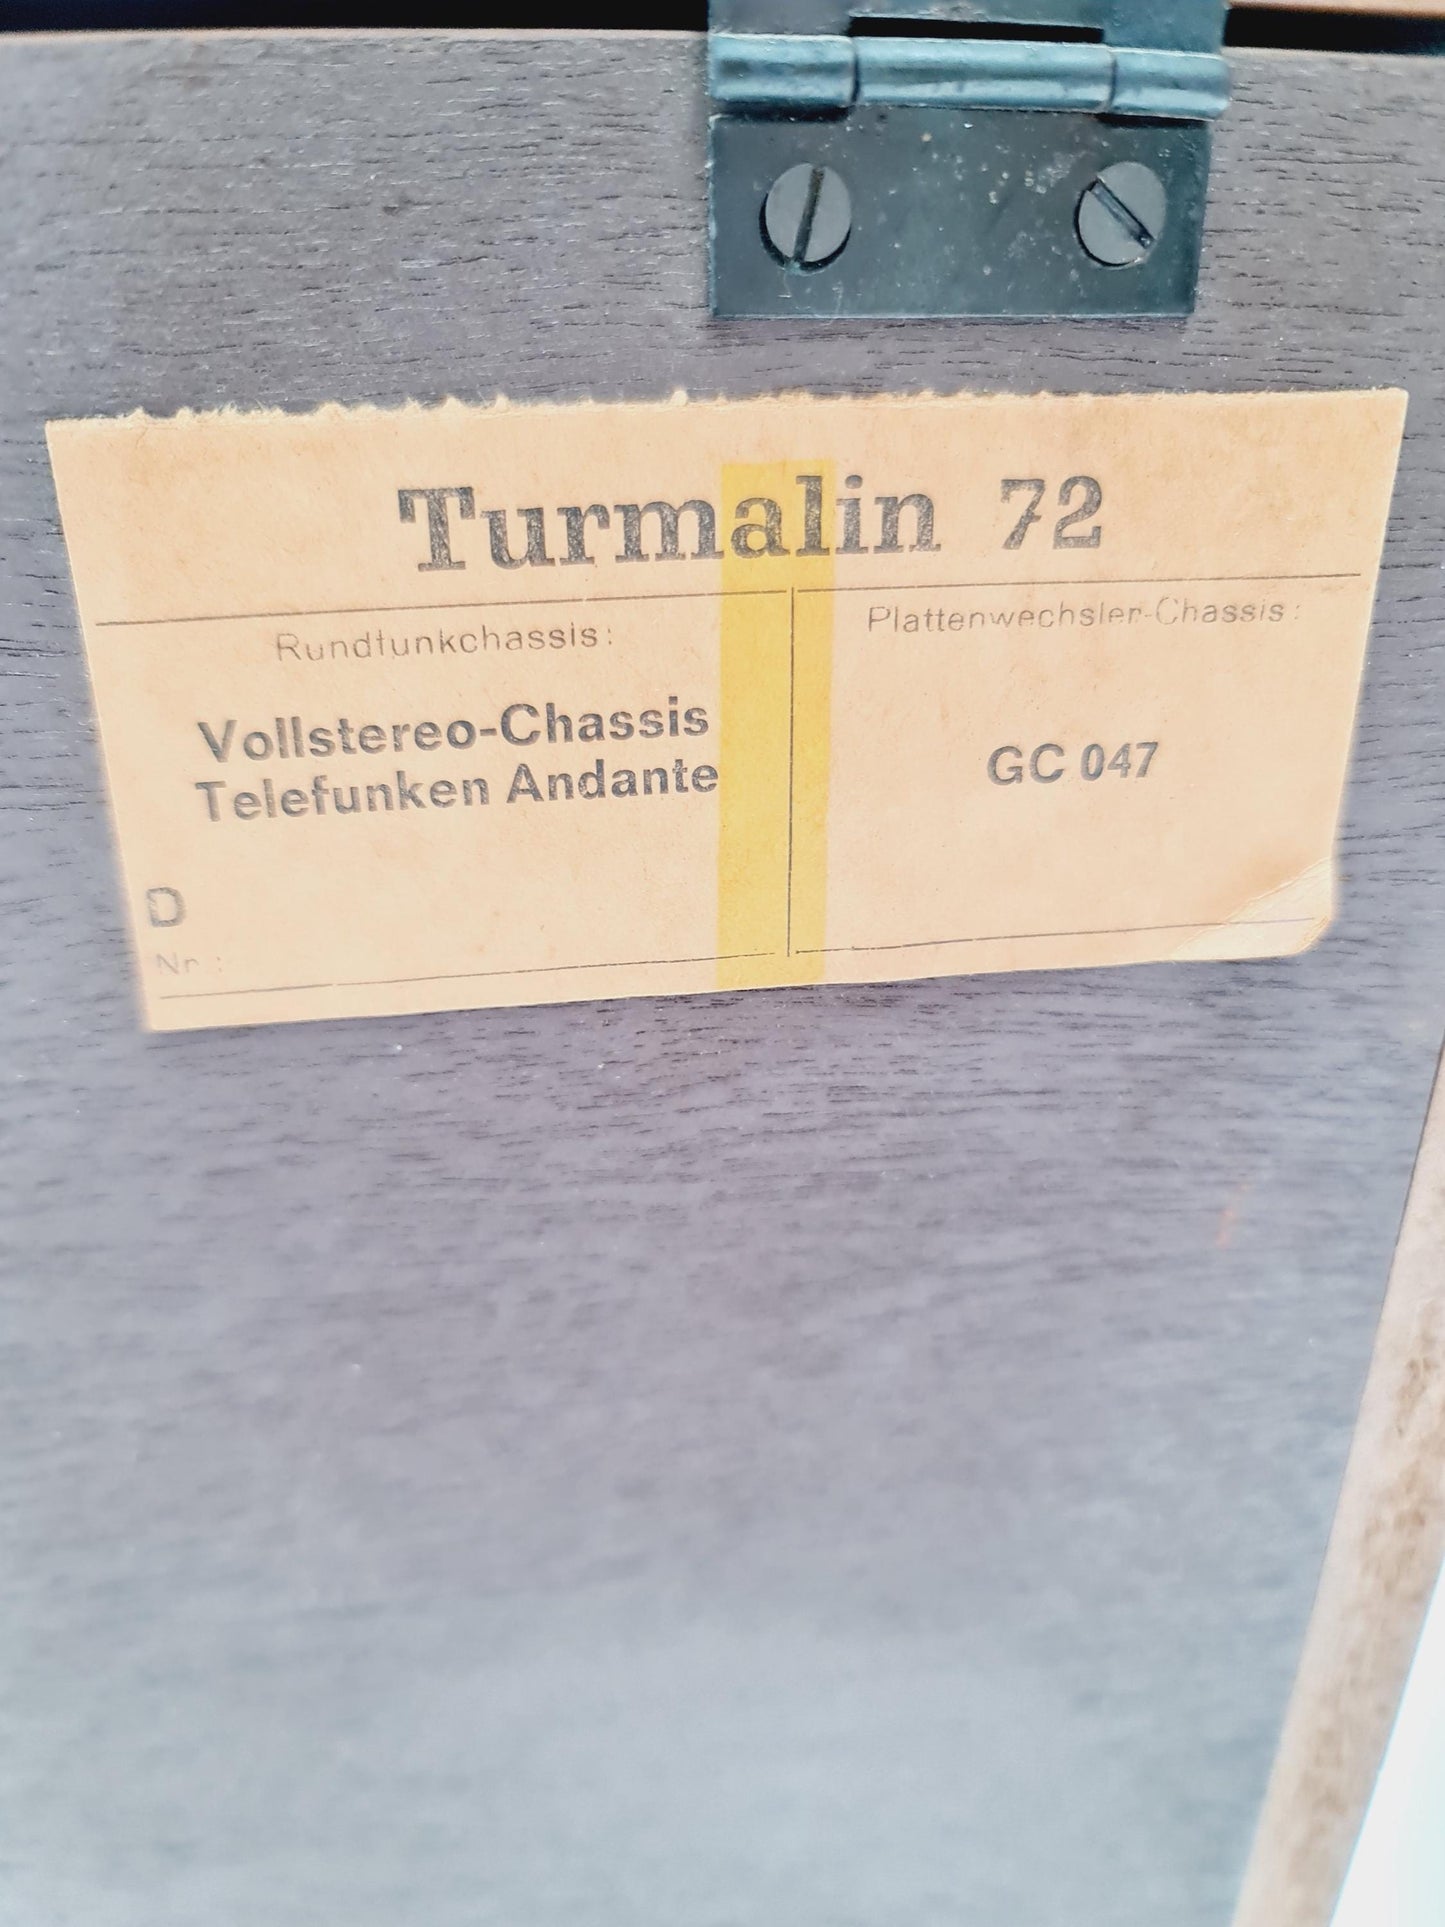 Turmalin 72
Rundfunkchassis:
Plattenwechsler-Chassis:
Vollstereo-Chassis
Telefunken Andante
GC 047
D
Nr.: